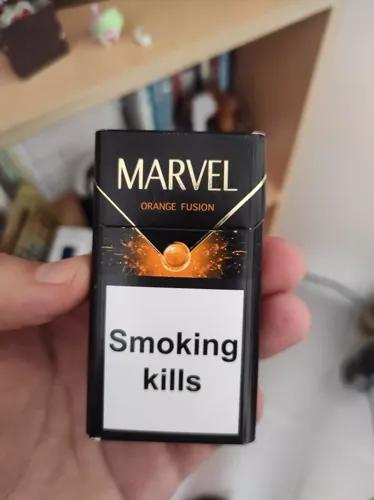 MARVEL
ORANGE FUSION
Smoking
kills